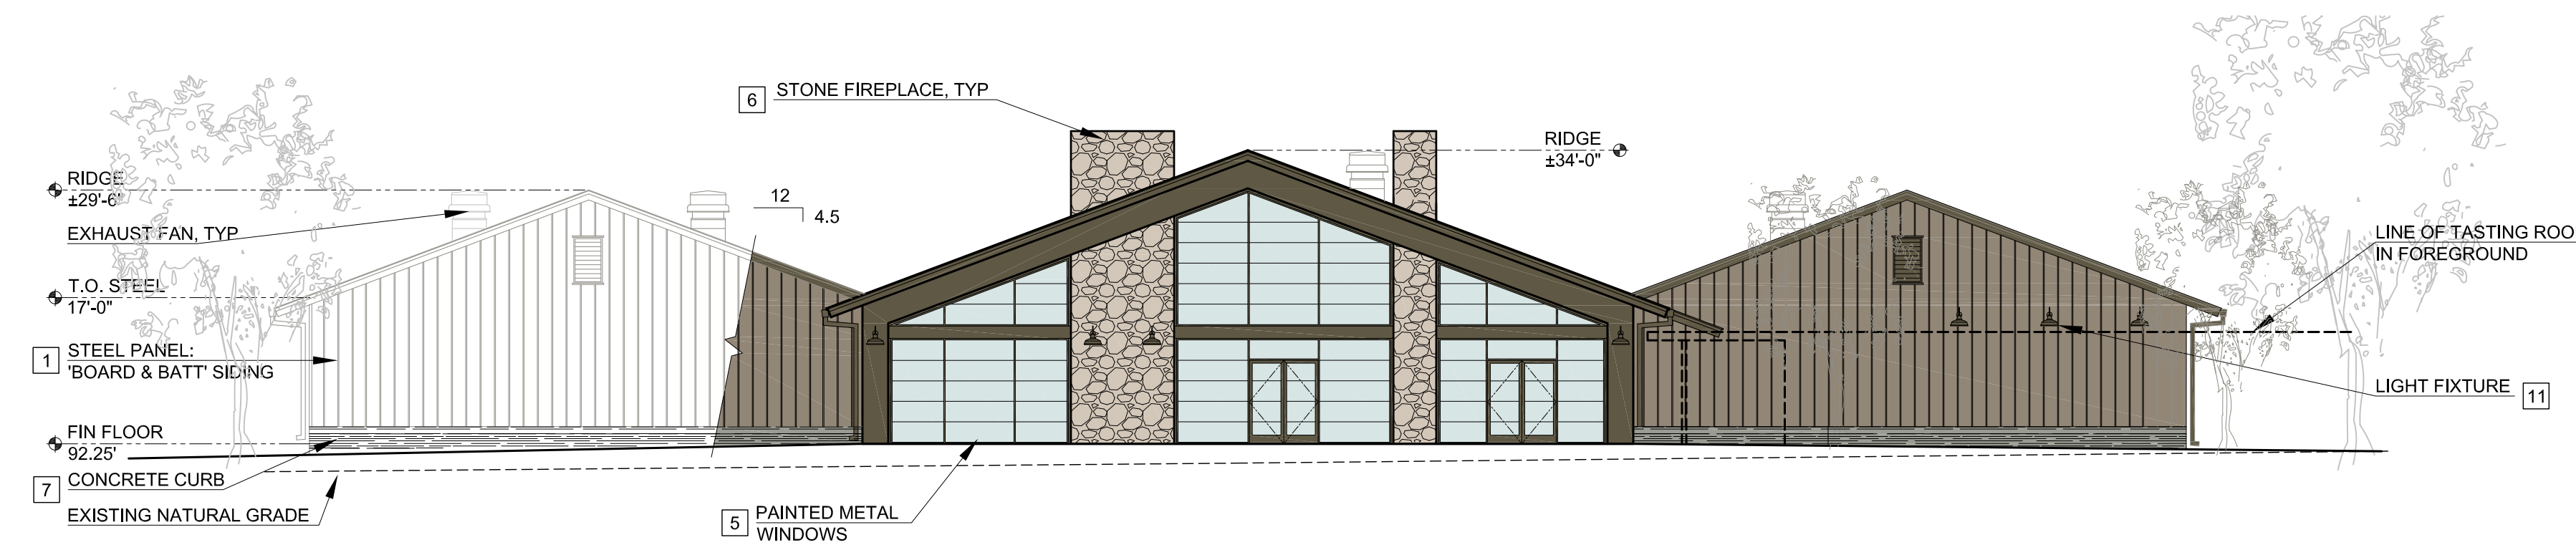 6
STONE FIREPLACE, TYP
RIDGE
±34'-0"
RIDGE
±29'-6"
12
4.5
EXHAUST FAN, TYP
LINE OF TASTING ROO
IN FOREGROUND
T.O. STEEL
17'-0"
1
STEEL PANEL:
'BOARD & BATT' SIDING
LIGHT FIXTURE
11
FIN FLOOR
92.25'
7
CONCRETE CURB
EXISTING NATURAL GRADE
5
PAINTED METAL
WINDOWS